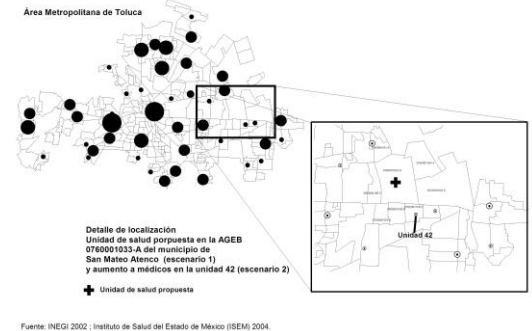 Área Metropolitana de Toluca
Unidad 42
Detalle de localización
Unidad de salud porpuesta en la AGEB
0760001033-A del municipio de
San Mateo Atenco (escenario 1)
y aumento a médicos en la unidad 42 (escenario 2)
Unidad de salud propuesta
Fuente: INEGI 2002 ; Instituto de Salud del Estado de México (ISEM) 2004.